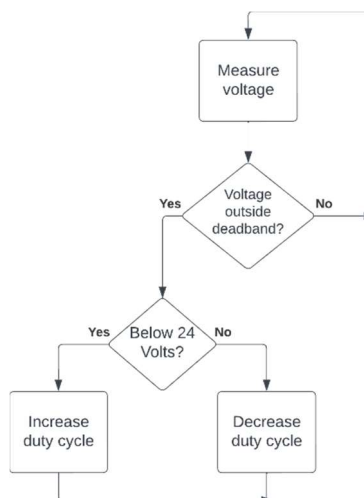 Measure
voltage
Voltage
outside
deadband?
Yes
No
Below 24
Volts?
Yes
No
Increase
duty cycle
Decrease
duty cycle